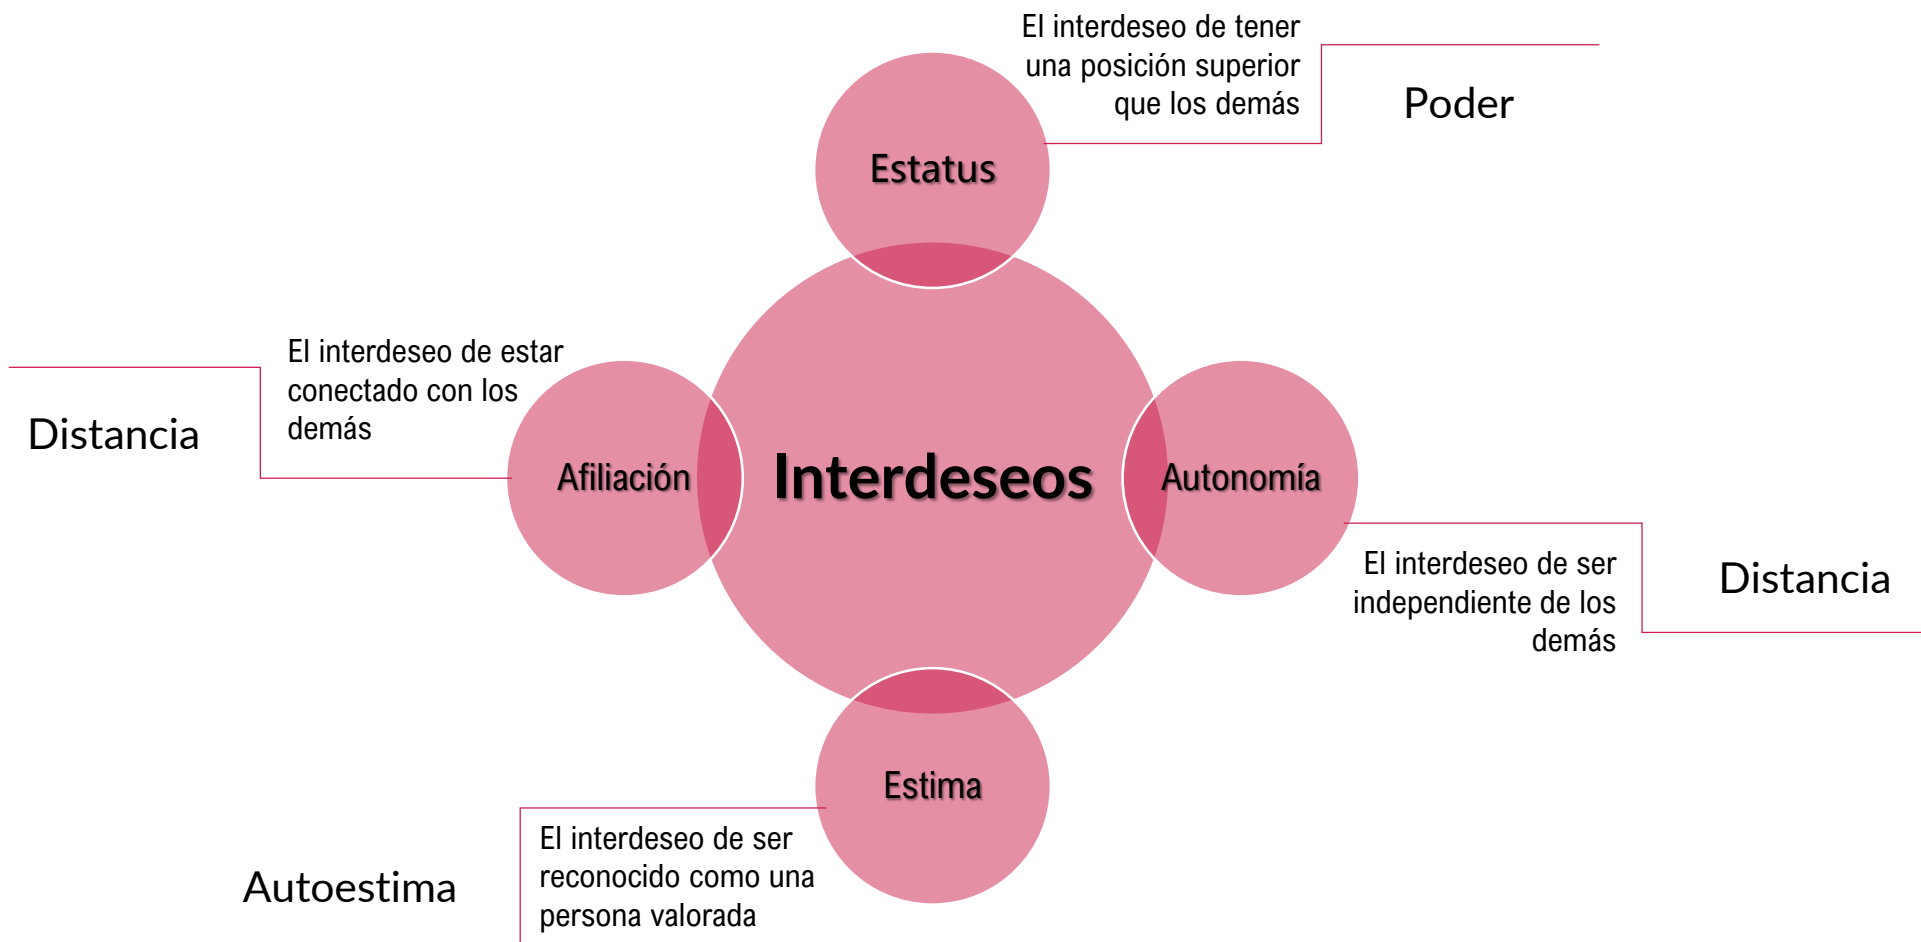 El interdeseo de tener
una posición superior
que los demás
Poder
Estatus
El interdeseo de estar
conectado con los
demás
Distancia
Afiliación
Interdeseos
Autonomía
El interdeseo de ser
independiente de los
demás
Distancia
Estima
El interdeseo de ser
reconocido como una
persona valorada
Autoestima